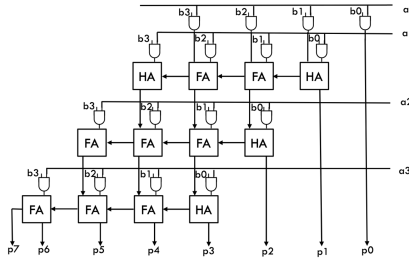 a
b3 b2 b1 b0
a
b3 b2 b1 b0
HA FA FA HA
a2
b3 b2 b1 b0
FA FA FA HA
a3
b3 b2 b1 b0
FA FA FA HA
p7 p6 p5 p4 p3 p2 p1 p0